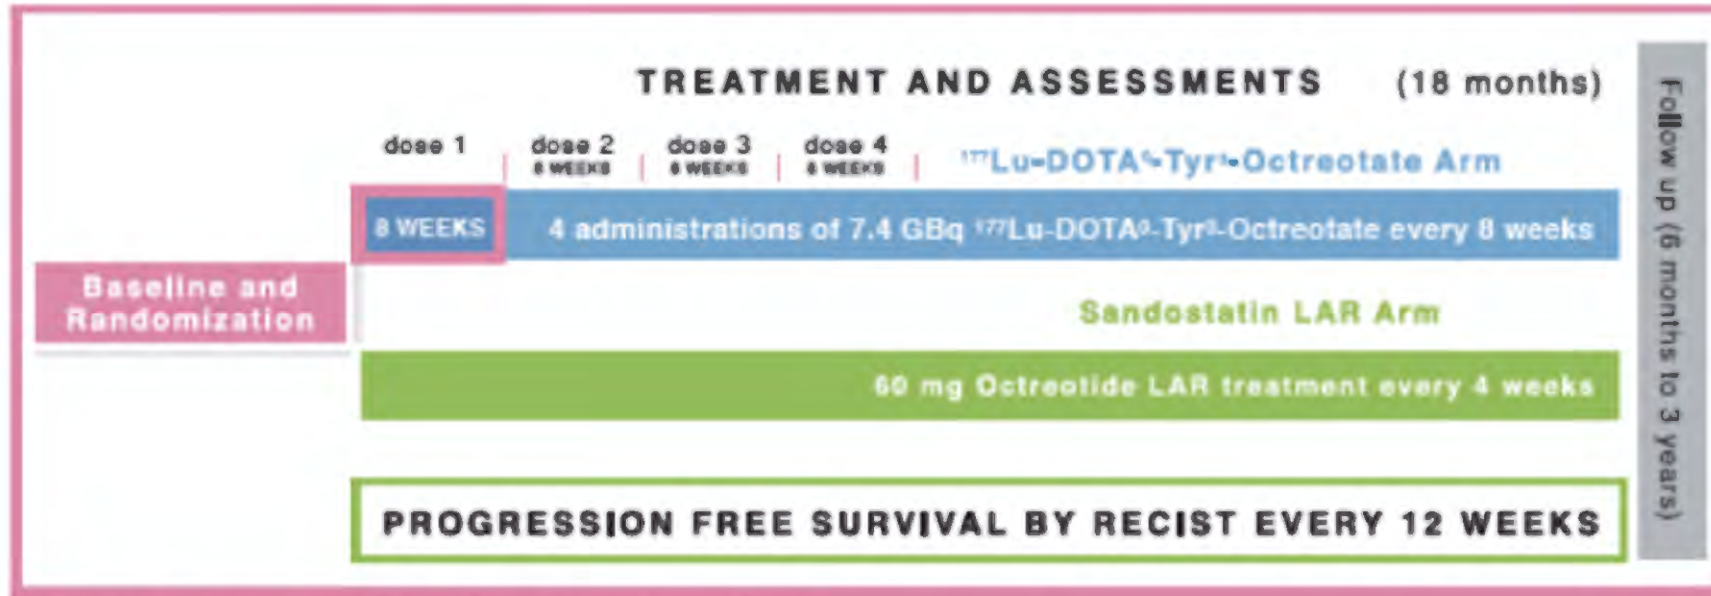 TREATMENT AND ASSESSMENTS (18 months)
dose 1 dose 2 dose 3 dose 4
8 WEEKS 8 WEEKS 8 WEEKS
¹⁷⁷Lu-DOTA⁰-Tyr³-Octreotate Arm
8 WEEKS
4 administrations of 7.4 GBq ¹⁷⁷Lu-DOTA⁰-Tyr³-Octreotate every 8 weeks
Baseline and
Randomization
Sandostatin LAR Arm
60 mg Octreotide LAR treatment every 4 weeks
PROGRESSION FREE SURVIVAL BY RECIST EVERY 12 WEEKS
Follow up (6 months to 3 years)